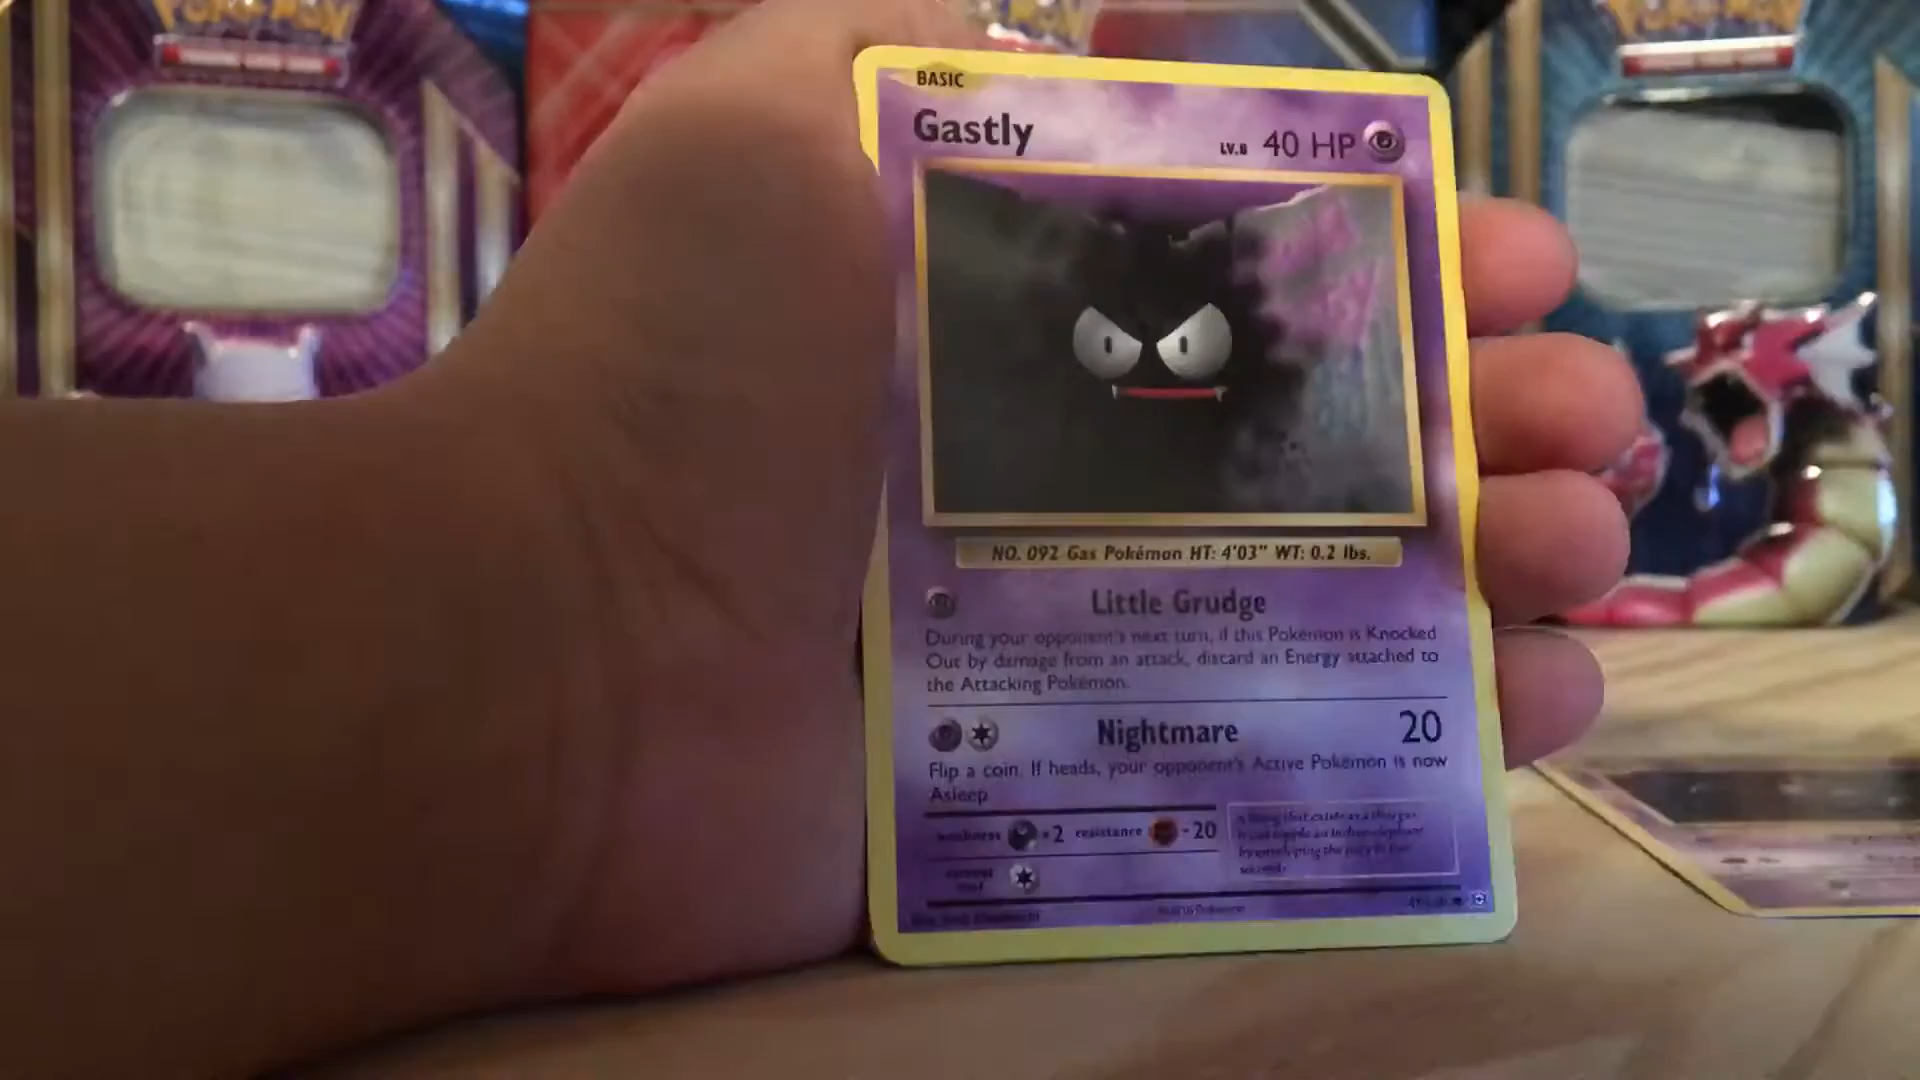 POKéMON
POKéMON
POKéMON
BASIC
Gastly
LV.8 40 HP
NO. 092 Gas Pokémon HT: 4'03" WT: 0.2 lbs.
Little Grudge
During your opponent's next turn, if this Pokémon is Knocked
Out by damage from an attack, discard an Energy attached to
the Attacking Pokémon.
Nightmare 20
Flip a coin. If heads, your opponent's Active Pokémon is now
Asleep
weakness ×2 resistance -20